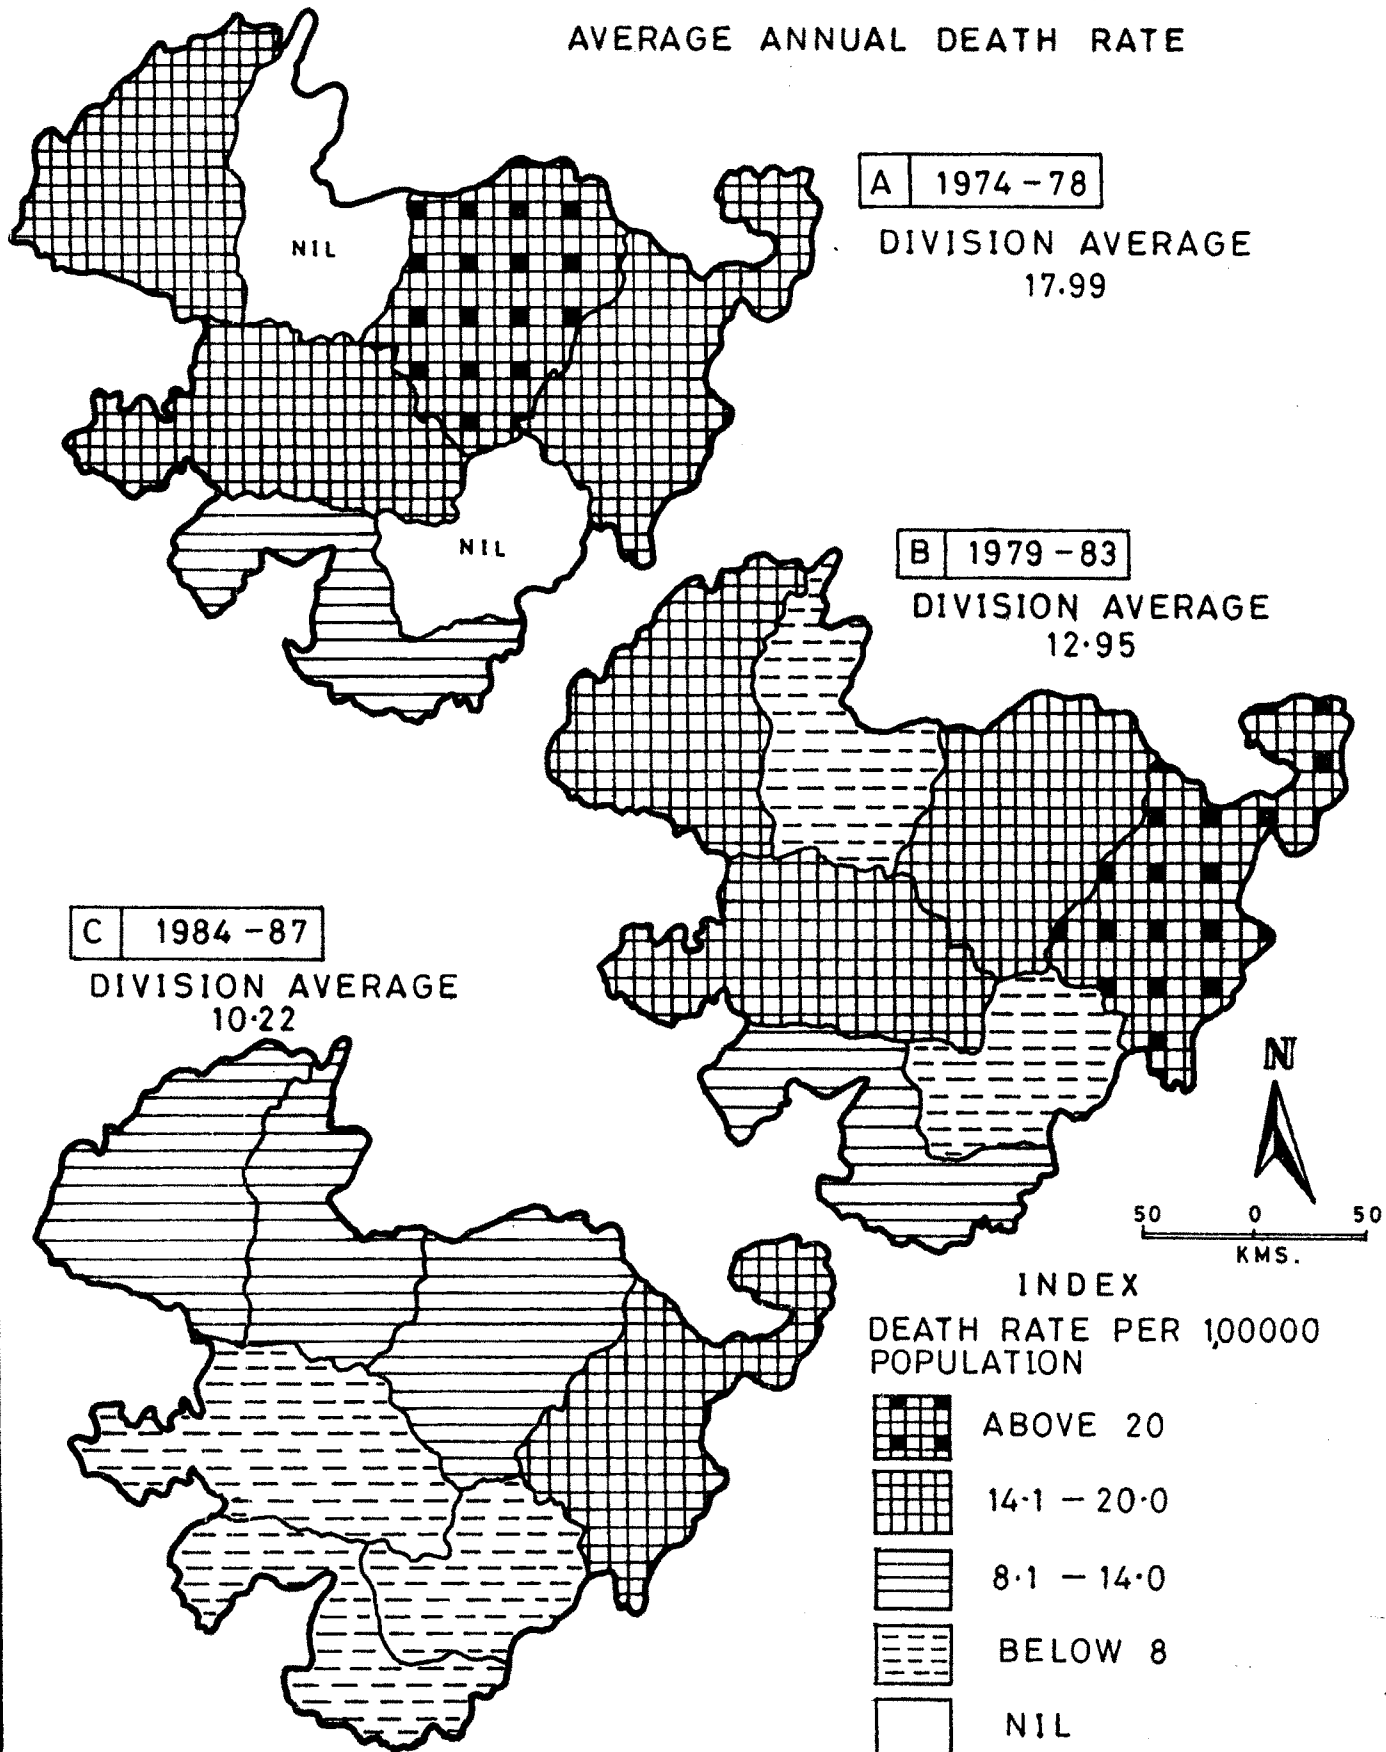 AVERAGE ANNUAL DEATH RATE
A 1974-78
DIVISION AVERAGE
17.99
NIL
NIL
B 1979-83
DIVISION AVERAGE
12.95
C 1984-87
DIVISION AVERAGE
10.22
N
50 0 50
KMS.
INDEX
DEATH RATE PER 1,00000
POPULATION
ABOVE 20
14.1 - 20.0
8.1 - 14.0
BELOW 8
NIL